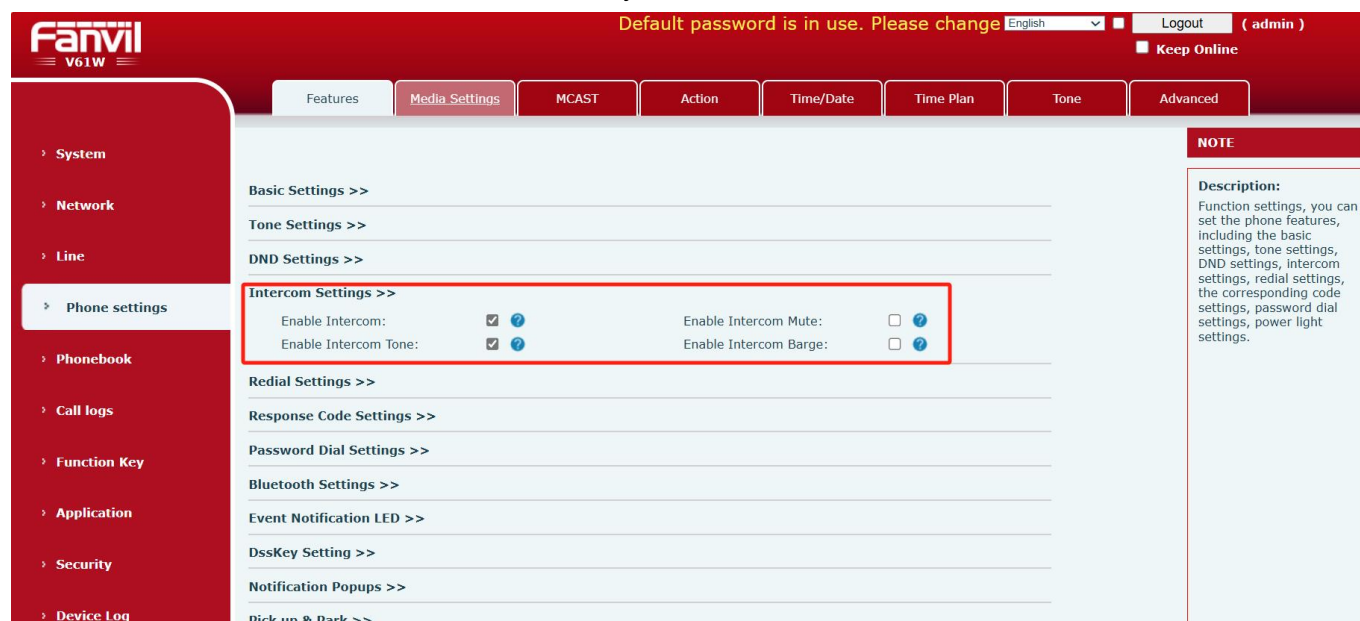 Default password is in use. Please change English Logout ( admin )
Fanvil
V61W
Keep Online
Features Media Settings MCAST Action Time/Date Time Plan Tone Advanced
› System
› Network
› Line
› Phone settings
› Phonebook
› Call logs
› Function Key
› Application
› Security
› Device Log
Basic Settings >>
Tone Settings >>
DND Settings >>
Intercom Settings >>
Enable Intercom: ? Enable Intercom Mute: ?
Enable Intercom Tone: ? Enable Intercom Barge: ?
Redial Settings >>
Response Code Settings >>
Password Dial Settings >>
Bluetooth Settings >>
Event Notification LED >>
DssKey Setting >>
Notification Popups >>
Pick up & Park >>
NOTE
Description:
Function settings, you can
set the phone features,
including the basic
settings, tone settings,
DND settings, intercom
settings, redial settings,
the corresponding code
settings, password dial
settings, power light
settings.